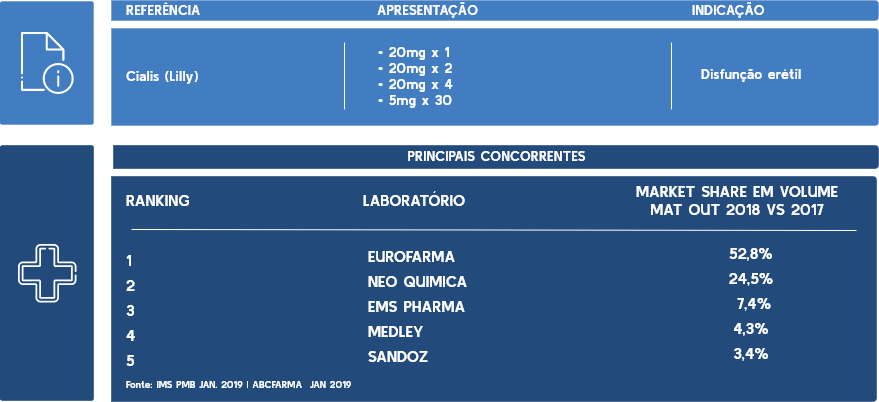 REFERÊNCIA APRESENTAÇÃO INDICAÇÃO
Cialis (Lilly)
- 20mg x 1
- 20mg x 2
- 20mg x 4
- 5mg x 30
Disfunção erétil
PRINCIPAIS CONCORRENTES
RANKING LABORATÓRIO MARKET SHARE EM VOLUME
MAT OUT 2018 VS 2017
1 EUROFARMA 52,8%
2 NEO QUIMICA 24,5%
3 EMS PHARMA 7,4%
4 MEDLEY 4,3%
5 SANDOZ 3,4%
Fonte: IMS PMB JAN. 2019 | ABCFARMA JAN 2019